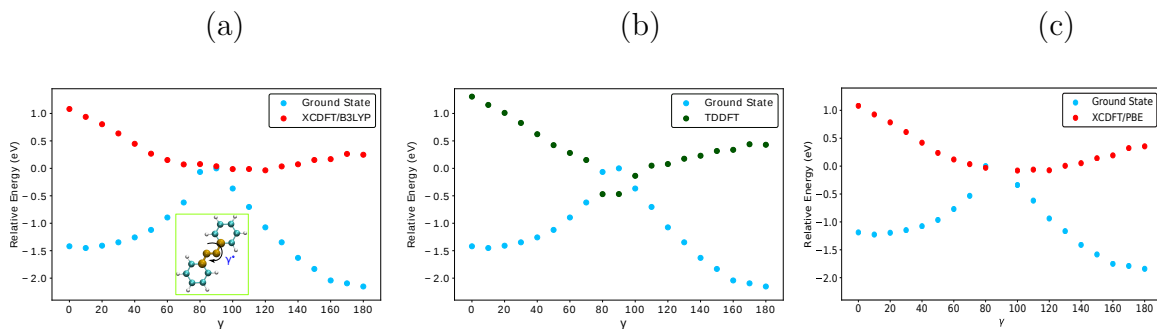 (a)
Relative Energy (eV)
1.0
0.5
0.0
−0.5
−1.0
−1.5
−2.0
Ground State
XCDFT/B3LYP
γ°
0 20 40 60 80 100 120 140 160 180
γ
(b)
Relative Energy (eV)
1.0
0.5
0.0
−0.5
−1.0
−1.5
−2.0
Ground State
TDDFT
0 20 40 60 80 100 120 140 160 180
γ
(c)
Relative Energy (eV)
1.0
0.5
0.0
−0.5
−1.0
−1.5
−2.0
Ground State
XCDFT/PBE
0 20 40 60 80 100 120 140 160 180
γ